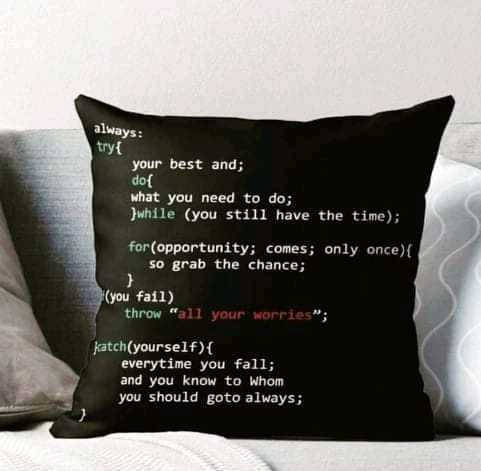 always:
try{
your best and;
do{
what you need to do;
}while (you still have the time);
for(opportunity; comes; only once){
so grab the chance;
}
(you fail)
throw “all your worries”;
}catch(yourself){
everytime you fall;
and you know to Whom
you should goto always;
}